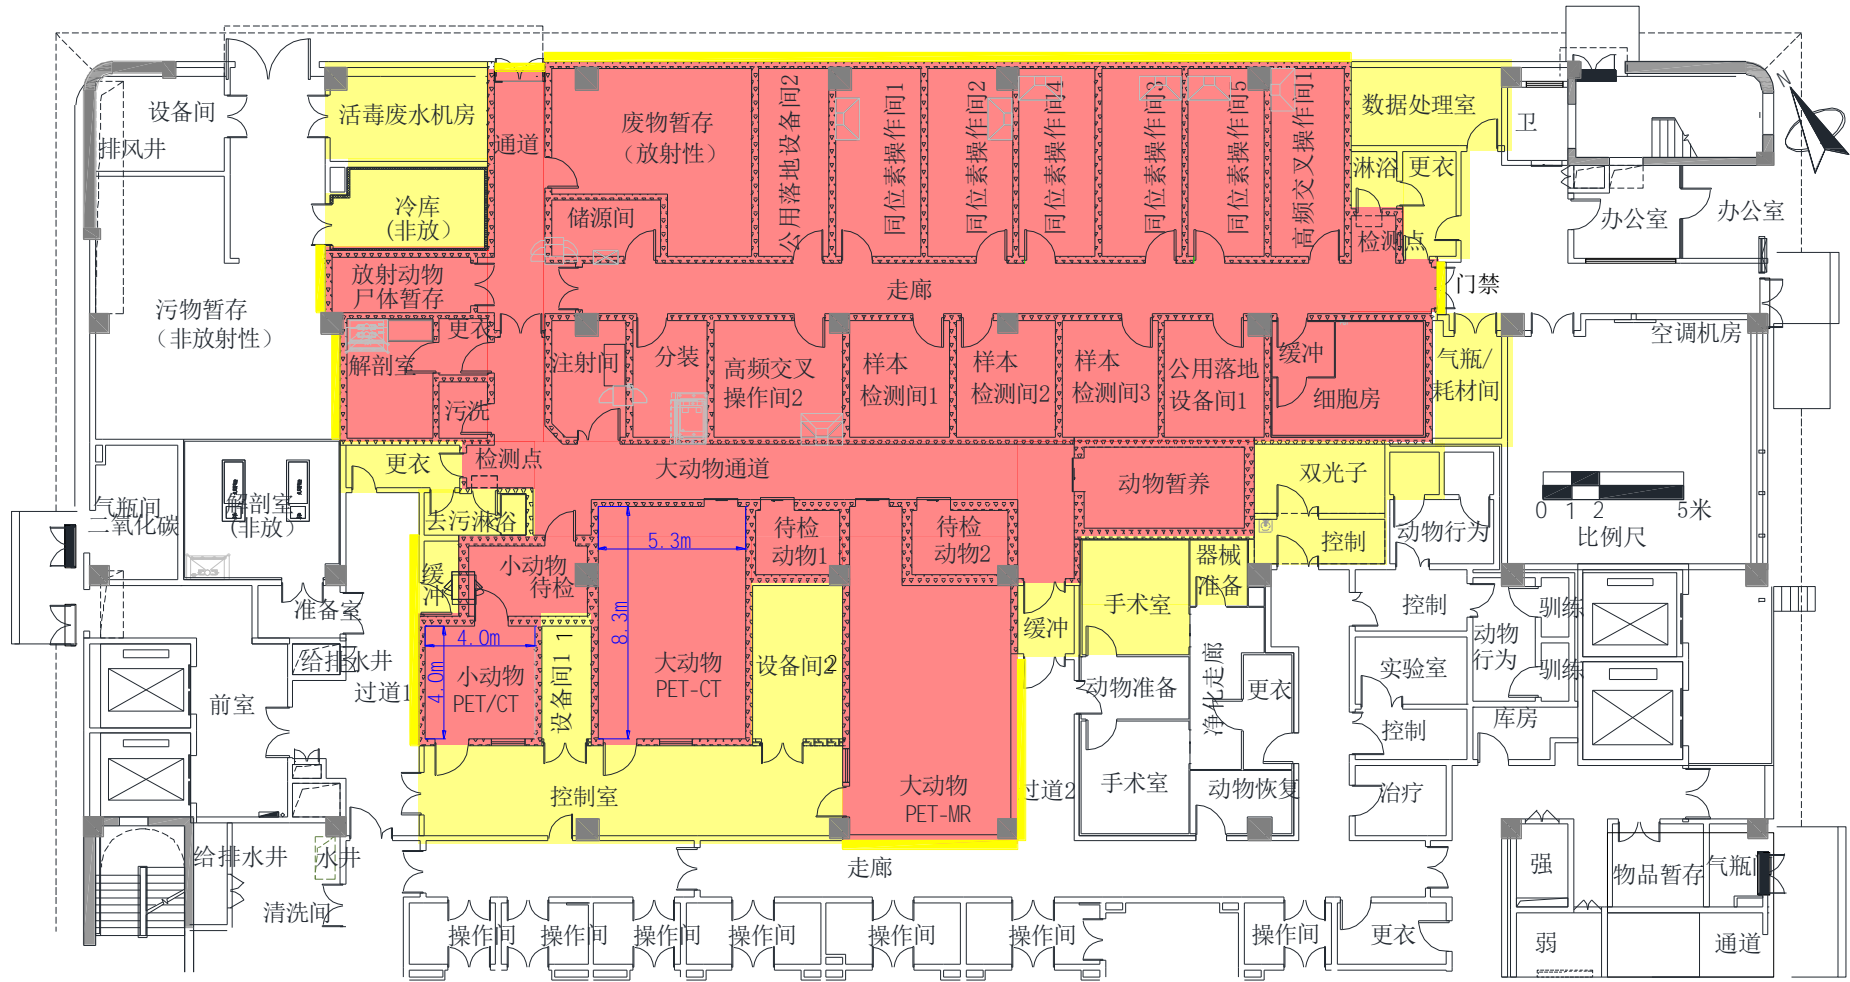 设备间
排风井
活毒废水机房
通道
废物暂存
（放射性）
公用落地设备间2
同位素操作间1
同位素操作间2
同位素操作间4
同位素操作间3
同位素操作间5
高频交叉操作间1
数据处理室
卫
N
淋浴
更衣
冷库
(非放)
储源间
检测点
办公室
办公室
放射动物
尸体暂存
走廊
门禁
污物暂存
（非放射性）
更衣
解剖室
污洗
注射间
分装
高频交叉
操作间2
样本
检测间1
样本
检测间2
样本
检测间3
公用落地
设备间1
缓冲
细胞房
气瓶/
耗材间
空调机房
更衣
检测点
大动物通道
动物暂养
双光子
气瓶间
二氧化碳
解剖室
(非放)
去污淋浴
待检
动物1
待检
动物2
控制
动物行为
0 1 2 5米
比例尺
5.3m
8.3m
小动物
待检
缓
冲
器械
准备
手术室
准备室
缓冲
控制
驯练
动物
行为
驯练
4.0m
4.0m
小动物
PET/CT
设备间1
1
大动物
PET-CT
设备间2
给排水井
过道1
前室
动物准备
净化走廊
更衣
实验室
控制
库房
控制室
大动物
PET-MR
过道2
手术室
动物恢复
治疗
给排水井
水井
走廊
清洗间
N
强
物品暂存
气瓶间
操作间
操作间
操作间
操作间
操作间
操作间
操作间
更衣
弱
通道